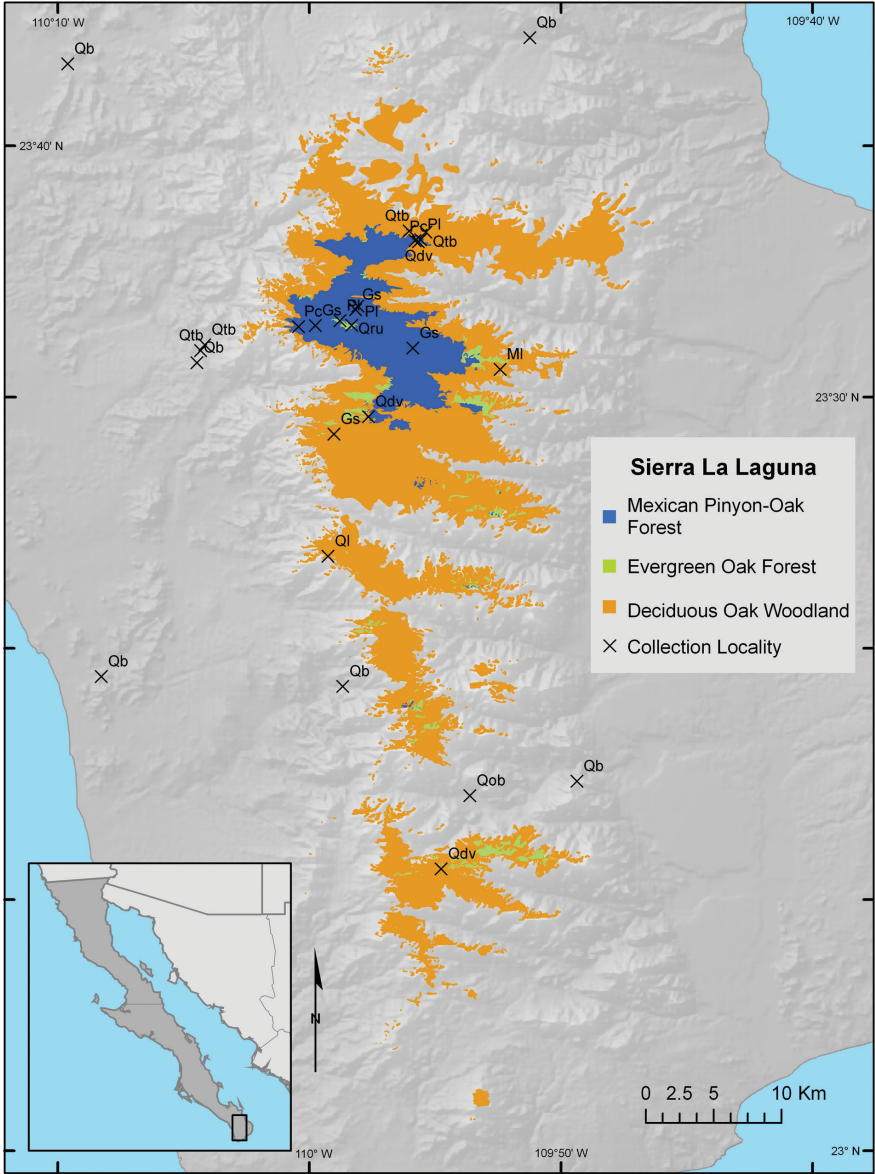 110°10' W
109°40' W
Qb
Qb
23°40' N
Qtb
Pc
Pl
Qtb
Qdv
Gs
Pl
Pc
Gs
Qru
Gs
Qtb
Qtb
Qb
Ml
23°30' N
Qdv
Gs
Sierra La Laguna
Mexican Pinyon-Oak
Forest
Evergreen Oak Forest
Deciduous Oak Woodland
Collection Locality
Ql
Qb
Qb
Qb
Qob
Qdv
N
0 2.5 5 10 Km
110° W
109°50' W
23° N